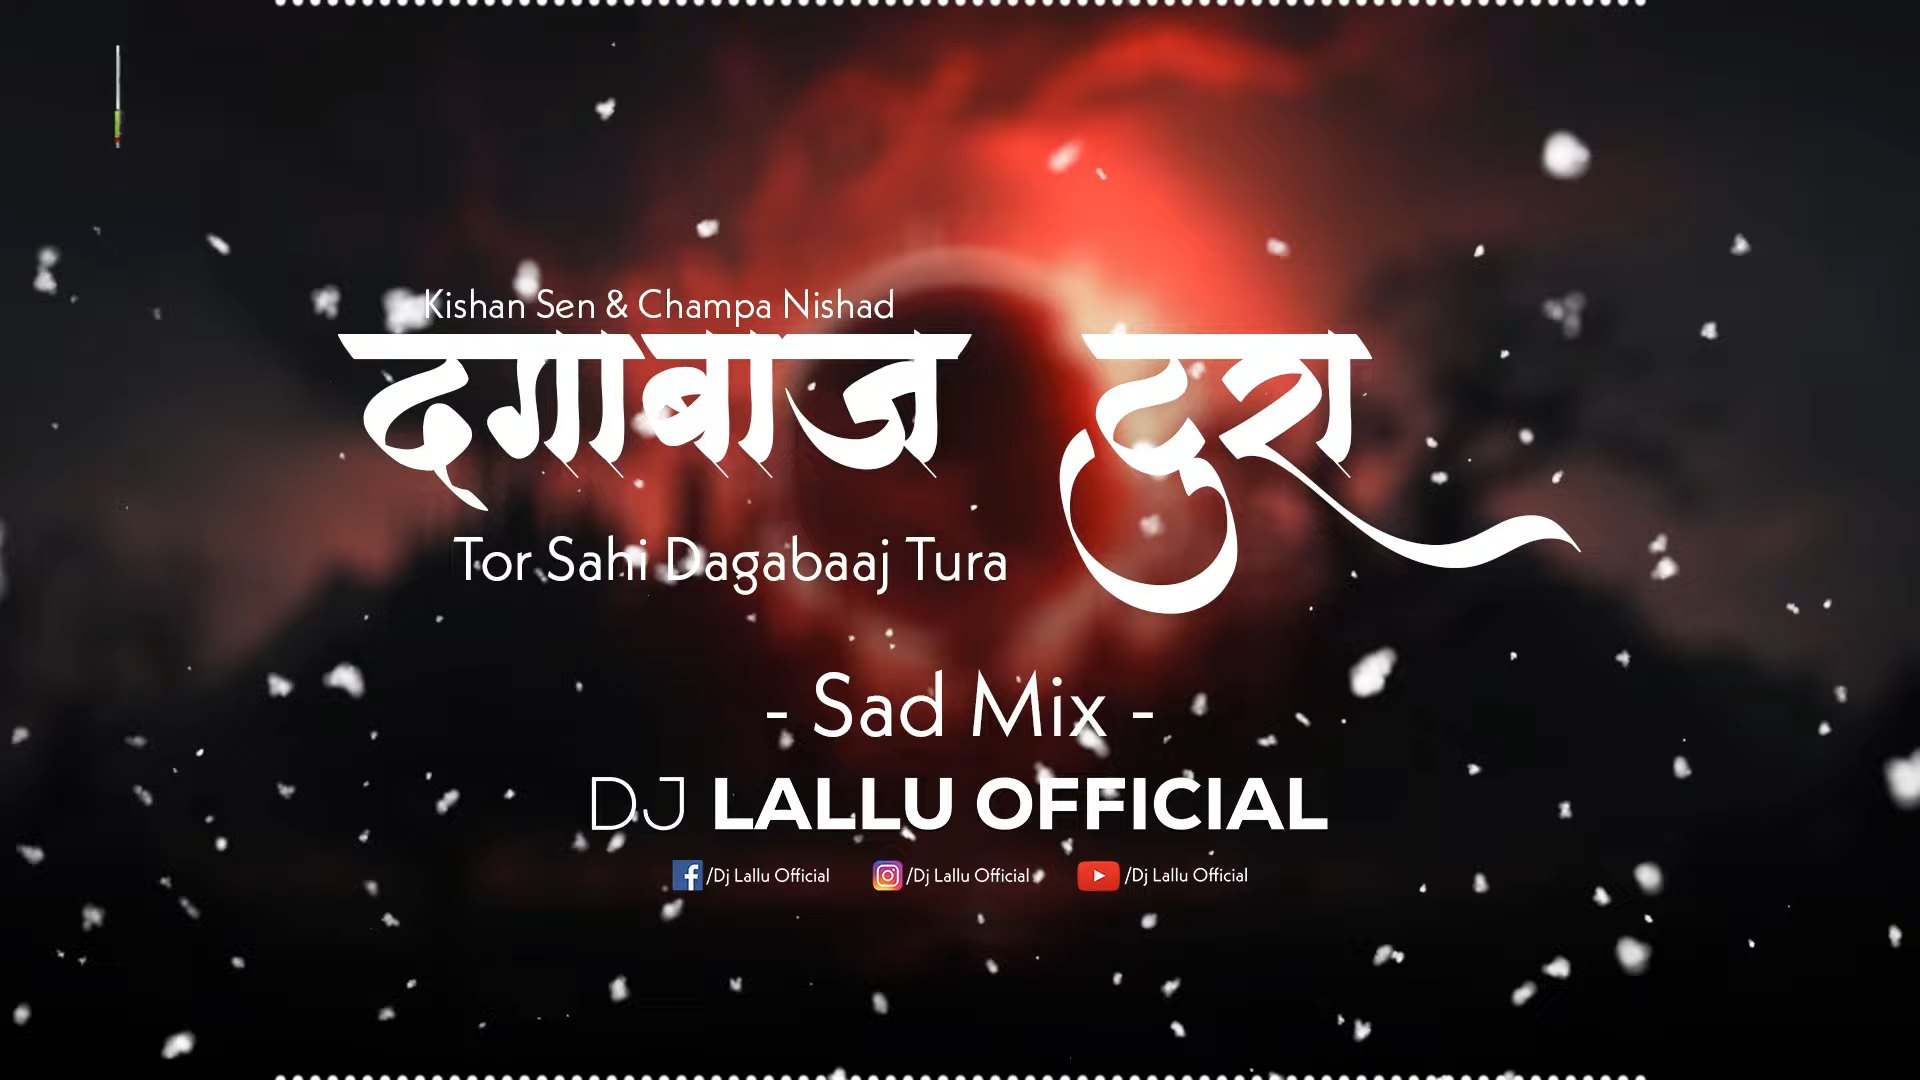 Kishan Sen & Champa Nishad
दगाबाज टुरा
Tor Sahi Dagabaaj Tura
- Sad Mix -
DJ LALLU OFFICIAL
/Dj Lallu Official /Dj Lallu Official /Dj Lallu Official